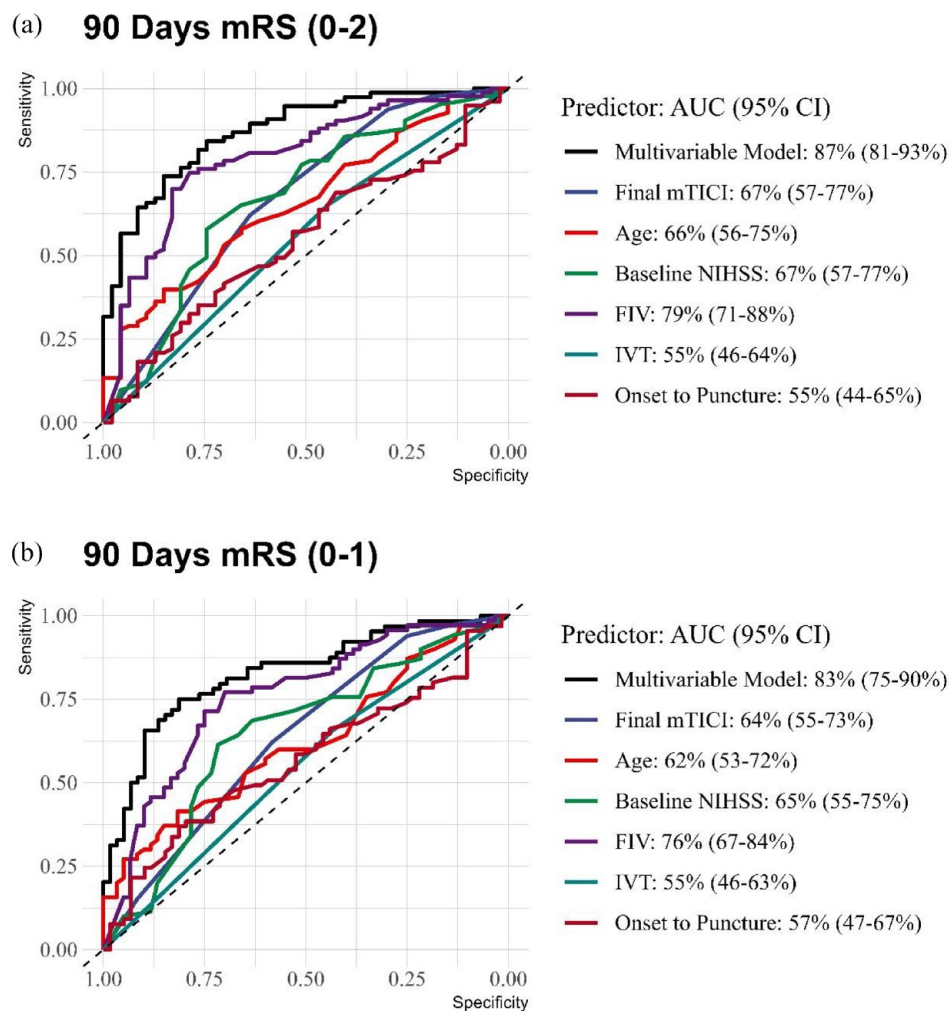 (a) 90 Days mRS (0-2)
Sensitivity
1.00
0.75
0.50
0.25
0.00
1.00 0.75 0.50 0.25 0.00
Specificity
Predictor: AUC (95% CI)
Multivariable Model: 87% (81-93%)
Final mTICI: 67% (57-77%)
Age: 66% (56-75%)
Baseline NIHSS: 67% (57-77%)
FIV: 79% (71-88%)
IVT: 55% (46-64%)
Onset to Puncture: 55% (44-65%)
(b) 90 Days mRS (0-1)
Sensitivity
1.00
0.75
0.50
0.25
0.00
1.00 0.75 0.50 0.25 0.00
Specificity
Predictor: AUC (95% CI)
Multivariable Model: 83% (75-90%)
Final mTICI: 64% (55-73%)
Age: 62% (53-72%)
Baseline NIHSS: 65% (55-75%)
FIV: 76% (67-84%)
IVT: 55% (46-63%)
Onset to Puncture: 57% (47-67%)